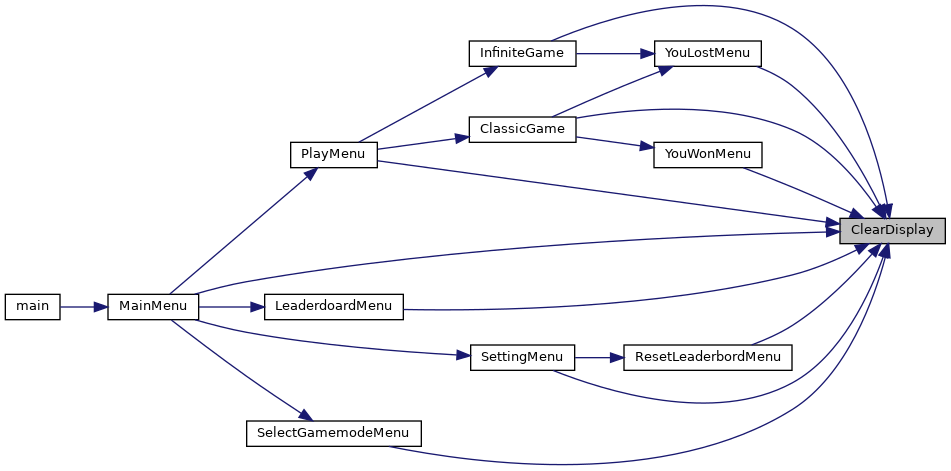 InfiniteGame
YouLostMenu
ClassicGame
PlayMenu
YouWonMenu
ClearDisplay
main
MainMenu
LeaderdoardMenu
SettingMenu
ResetLeaderbordMenu
SelectGamemodeMenu